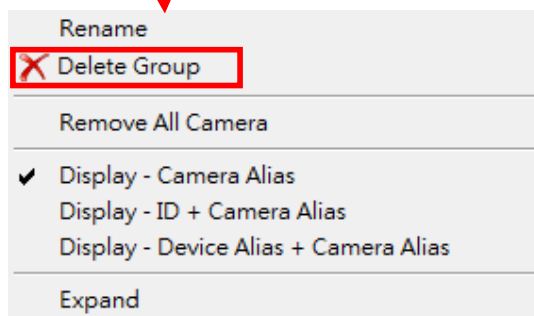 Rename
Delete Group
Remove All Camera
Display - Camera Alias
Display - ID + Camera Alias
Display - Device Alias + Camera Alias
Expand